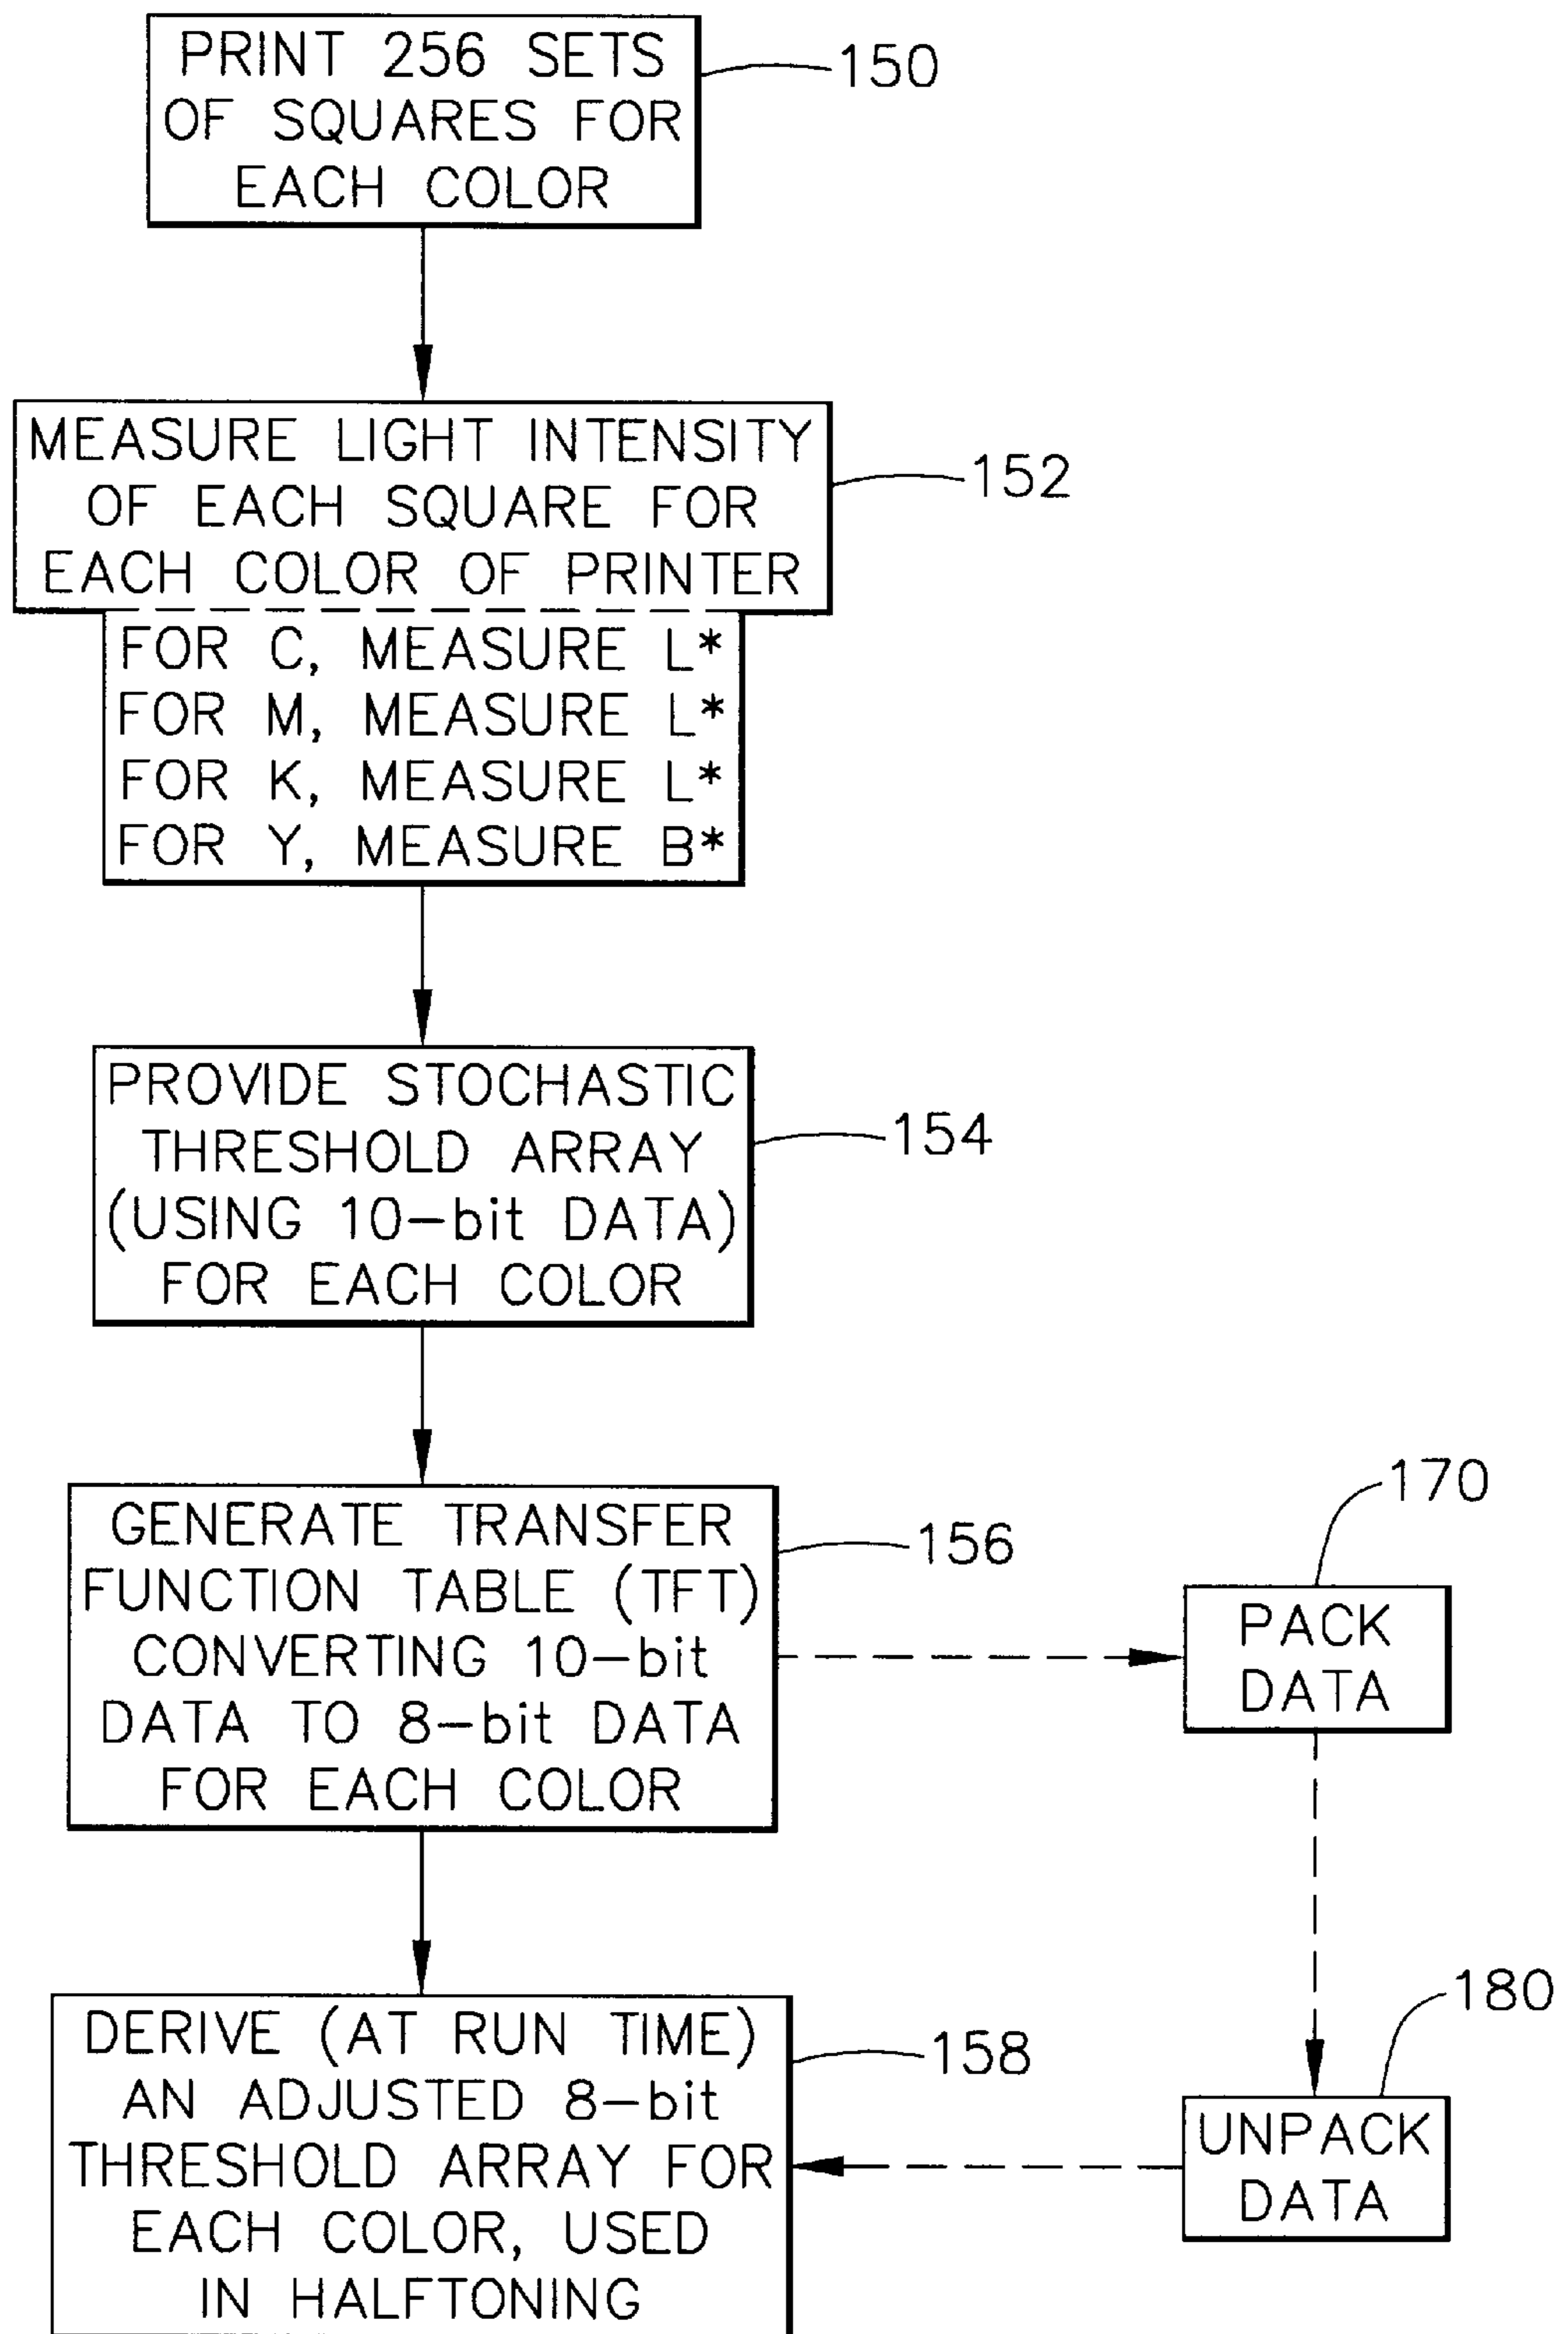 PRINT 256 SETS
OF SQUARES FOR
EACH COLOR
150
MEASURE LIGHT INTENSITY
OF EACH SQUARE FOR
EACH COLOR OF PRINTER
152
FOR C, MEASURE L*
FOR M, MEASURE L*
FOR K, MEASURE L*
FOR Y, MEASURE B*
PROVIDE STOCHASTIC
THRESHOLD ARRAY
(USING 10-bit DATA)
FOR EACH COLOR
154
GENERATE TRANSFER
FUNCTION TABLE (TFT)
CONVERTING 10-bit
DATA TO 8-bit DATA
FOR EACH COLOR
156
170
PACK
DATA
DERIVE (AT RUN TIME)
AN ADJUSTED 8-bit
THRESHOLD ARRAY FOR
EACH COLOR, USED
IN HALFTONING
158
180
UNPACK
DATA